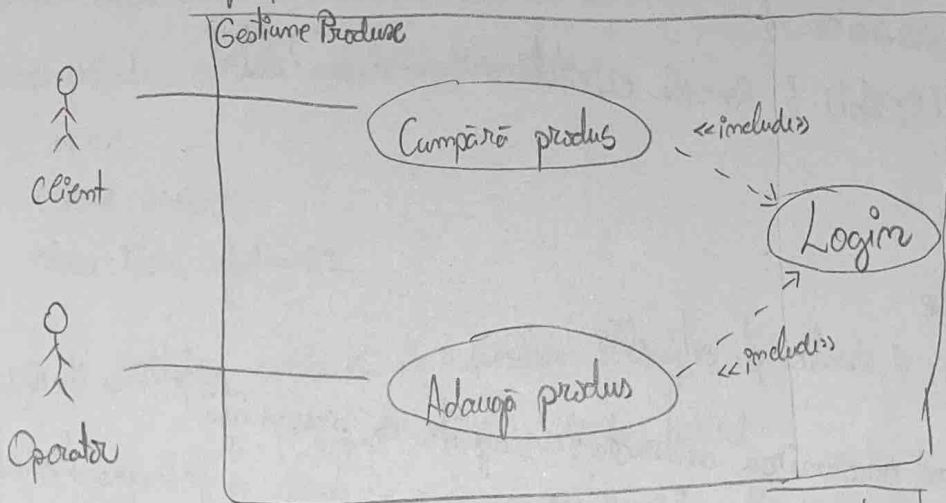 Gestiune Produse
Client
Cumpără produs
<<include>>
Login
Operator
Adaugă produs
<<include>>